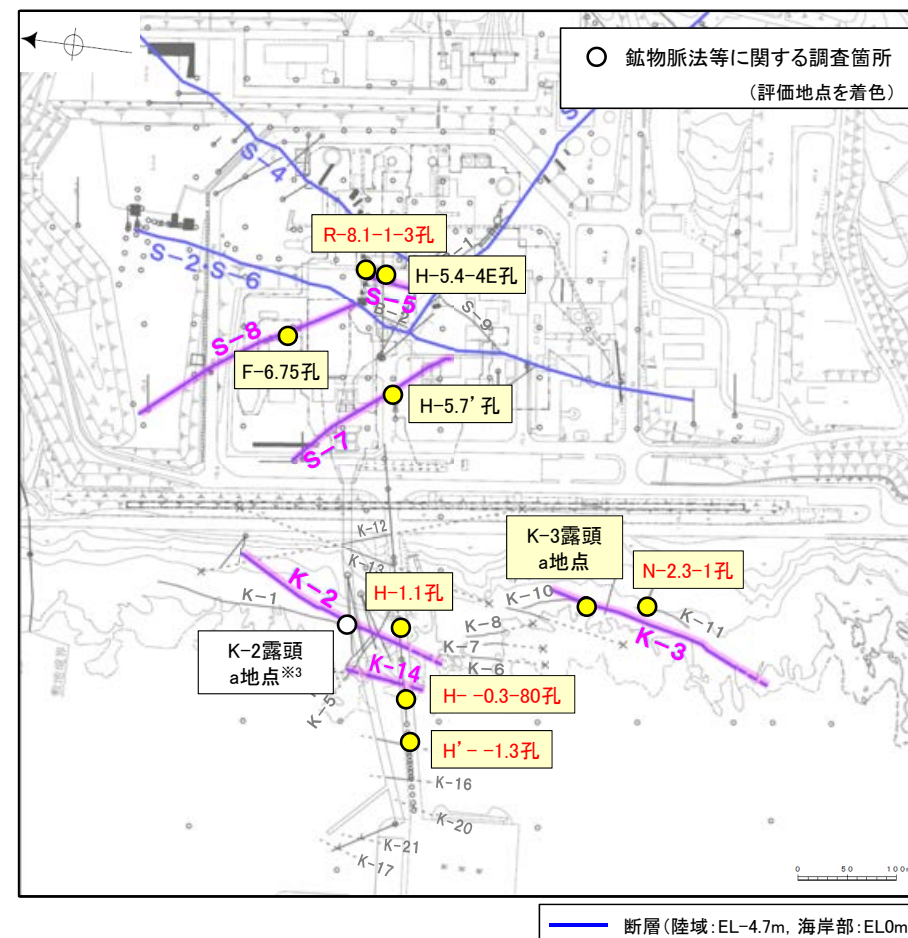 鉱物脈法等に関する調査箇所
(評価地点を着色)
S-4
R-8.1-1-3孔
H-5.4-4E孔
S-2・S-6
S-5
B-2
S-9
S-8
F-6.75孔
H-5.7’孔
S-7
K-12
K-13
K-3露頭
a地点
N-2.3-1孔
K-2
K-1
H-1.1孔
K-10
K-11
K-8
K-7
K-6
K-3
K-2露頭
a地点※3
K-14
K-5
H- -0.3-80孔
H’- -1.3孔
K-16
K-20
K-21
K-17
0 50 100
断層(陸域:EL-4.7m, 海岸部:EL0m